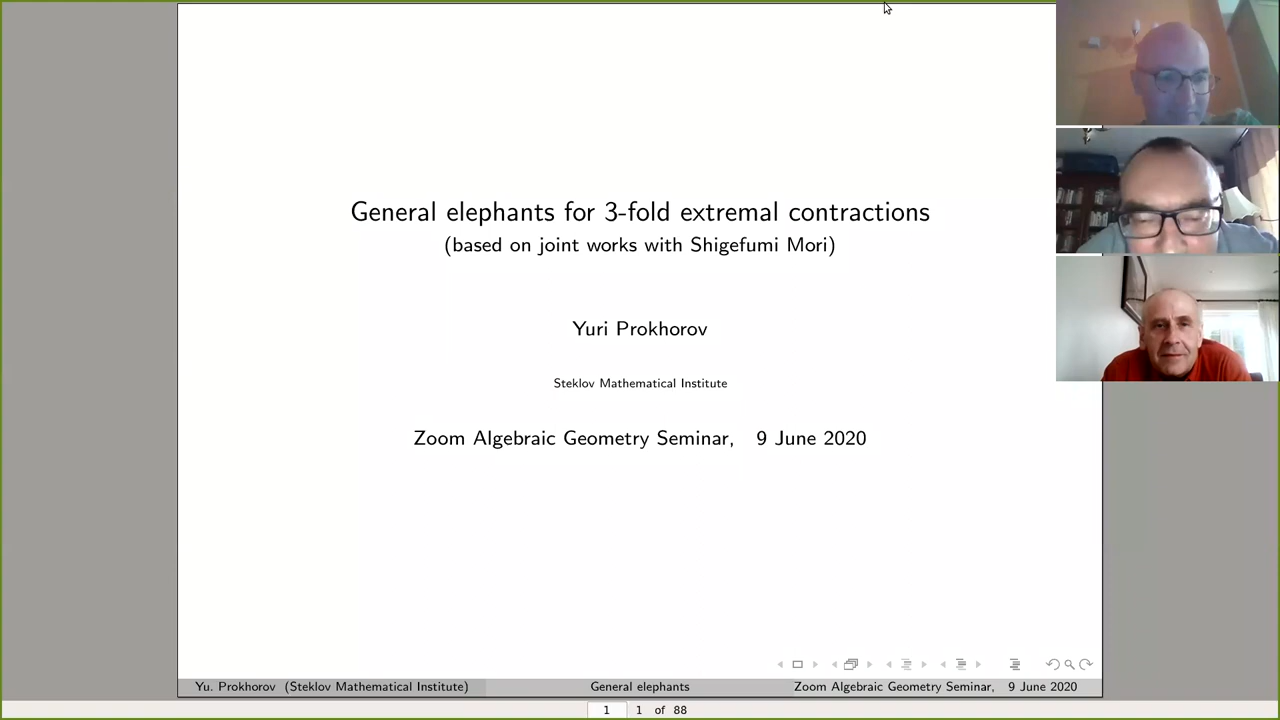 General elephants for 3-fold extremal contractions
(based on joint works with Shigefumi Mori)
Yuri Prokhorov
Steklov Mathematical Institute
Zoom Algebraic Geometry Seminar, 9 June 2020
Yu. Prokhorov (Steklov Mathematical Institute) General elephants Zoom Algebraic Geometry Seminar, 9 June 2020
1 1 of 88